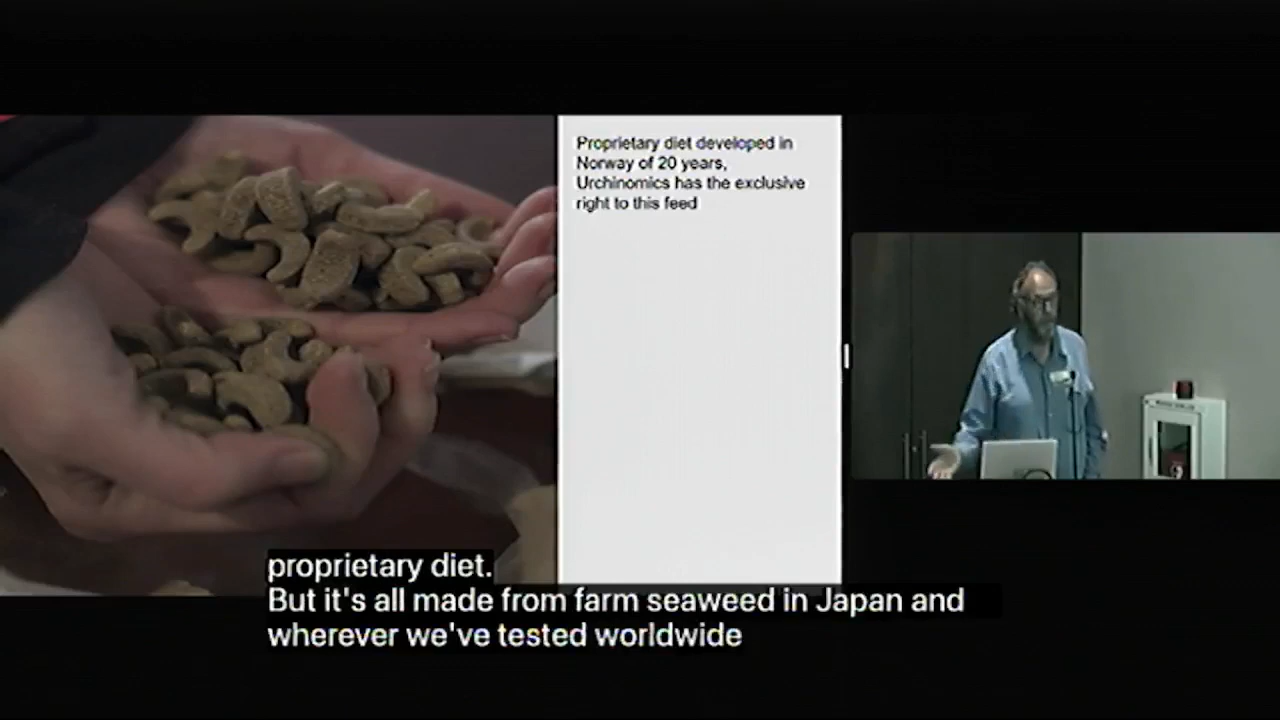 Proprietary diet developed in
Norway of 20 years,
Urchinomics has the exclusive
right to this feed
proprietary diet.
But it's all made from farm seaweed in Japan and
wherever we've tested worldwide